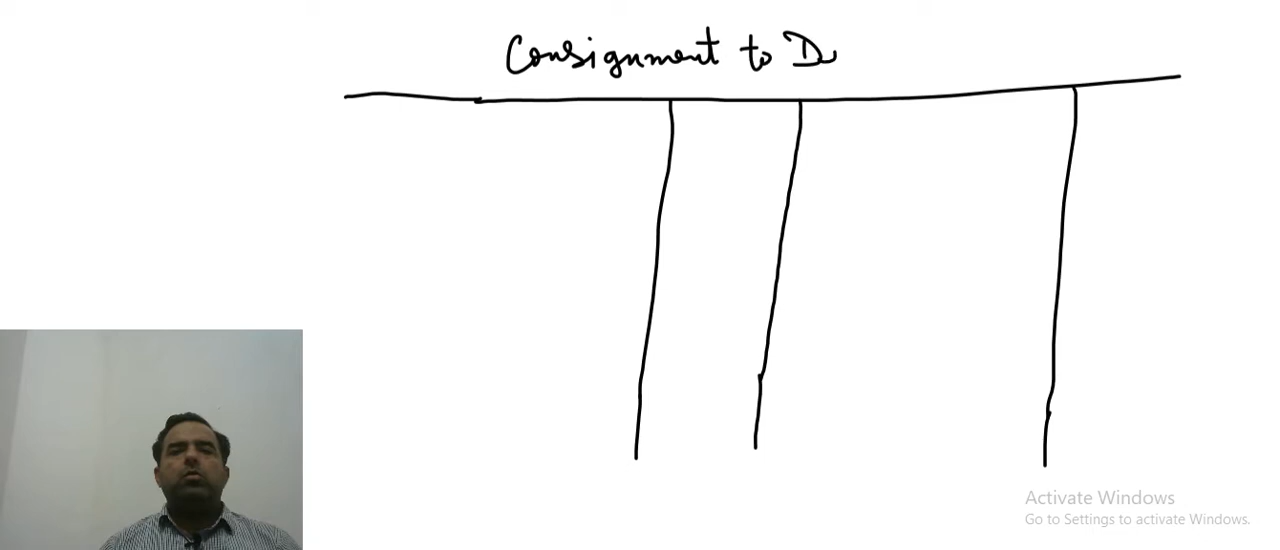 Consignment to D
Activate Windows
Go to Settings to activate Windows.